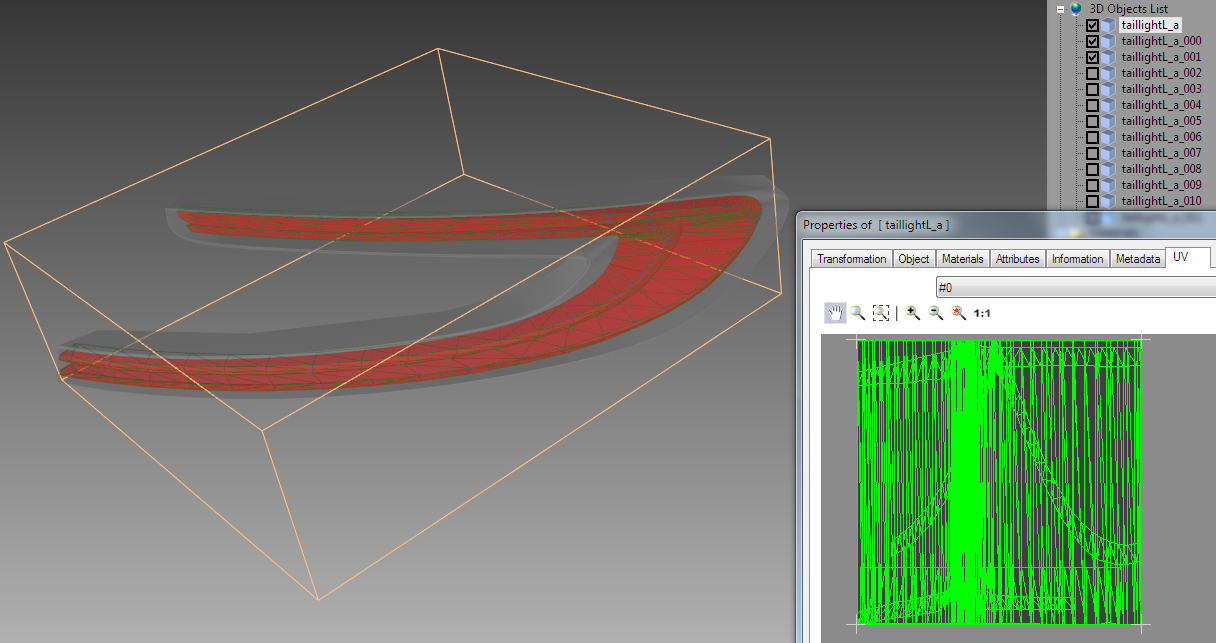 3D Objects List
taillightL_a
taillightL_a_000
taillightL_a_001
taillightL_a_002
taillightL_a_003
taillightL_a_004
taillightL_a_005
taillightL_a_006
taillightL_a_007
taillightL_a_008
taillightL_a_009
taillightL_a_010
Properties of [ taillightL_a ]
Transformation Object Materials Attributes Information Metadata UV
#0
1:1